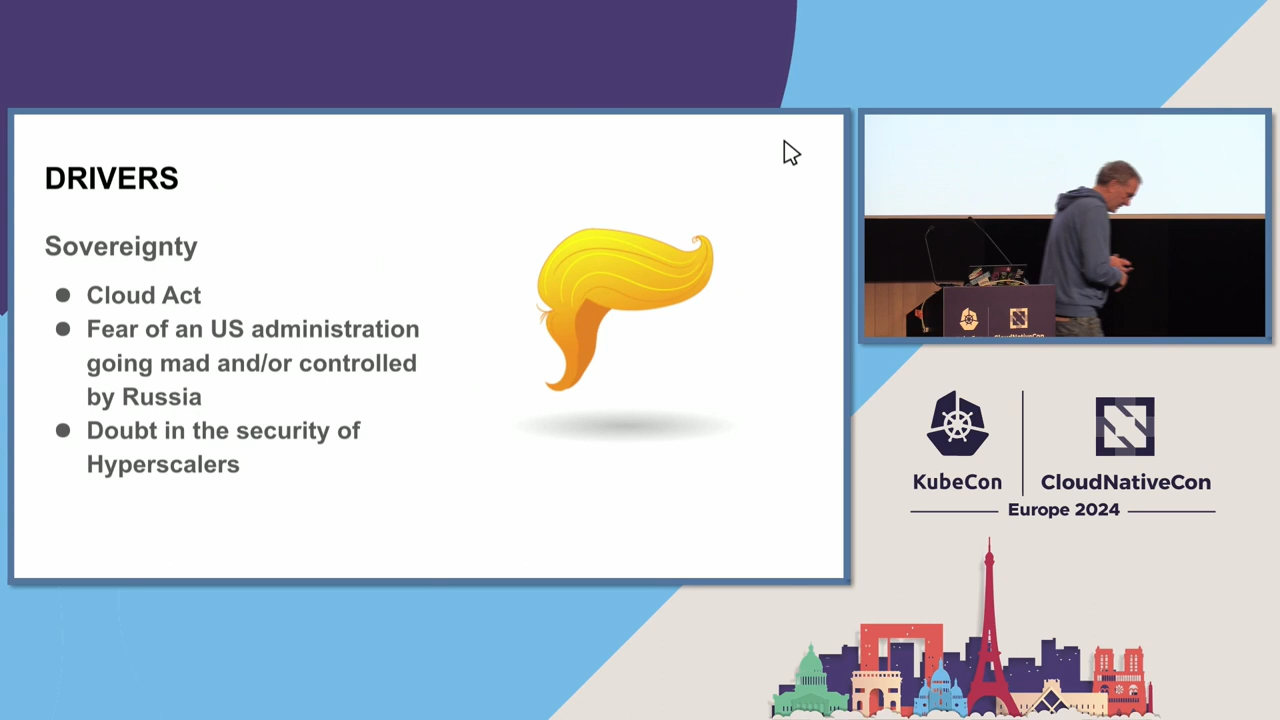 DRIVERS
Sovereignty
● Cloud Act
● Fear of an US administration
going mad and/or controlled
by Russia
● Doubt in the security of
Hyperscalers
KubeCon
CloudNativeCon
Europe 2024